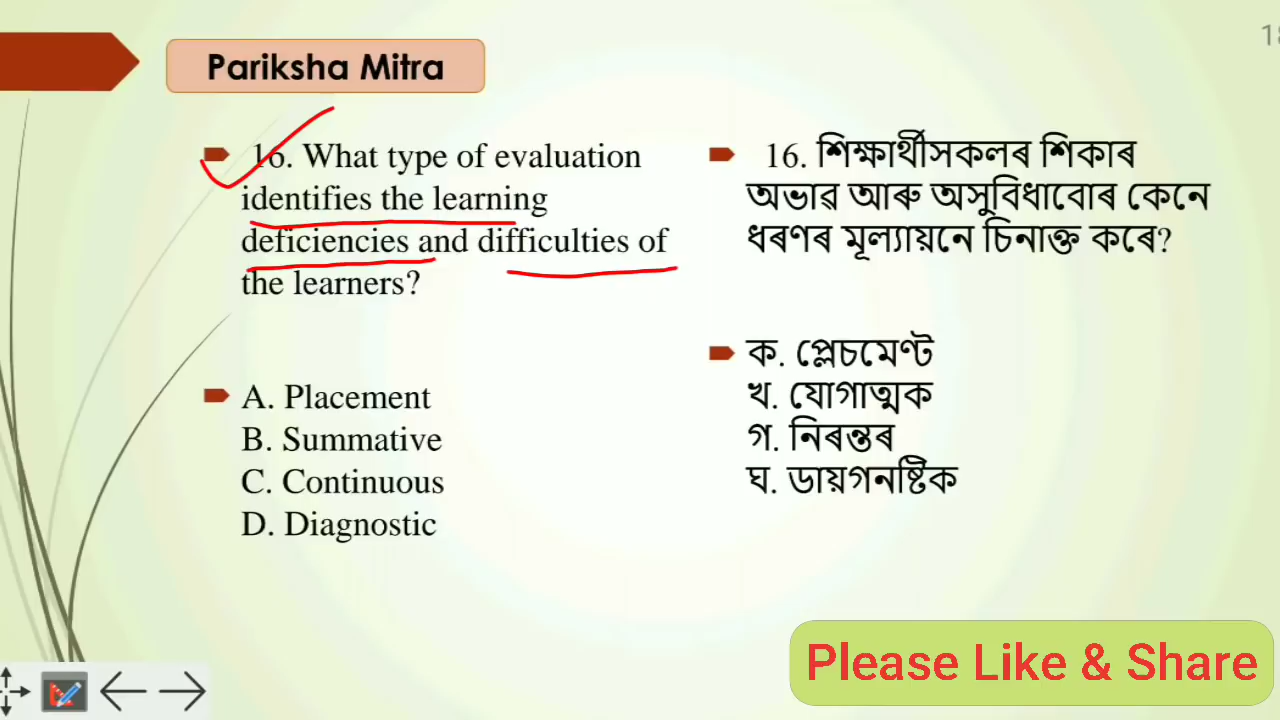 Pariksha Mitra
16. What type of evaluation
identifies the learning
deficiencies and difficulties of
the learners?
A. Placement
B. Summative
C. Continuous
D. Diagnostic
16. শিক্ষাৰ্থীসকলৰ শিকাৰ
অভাৱ আৰু অসুবিধাবোৰ কেনে
ধৰণৰ মূল্যায়নে চিনাক্ত কৰে?
ক. প্লেচমেণ্ট
খ. যোগাত্মক
গ. নিৰন্তৰ
ঘ. ডায়গনষ্টিক
Please Like & Share